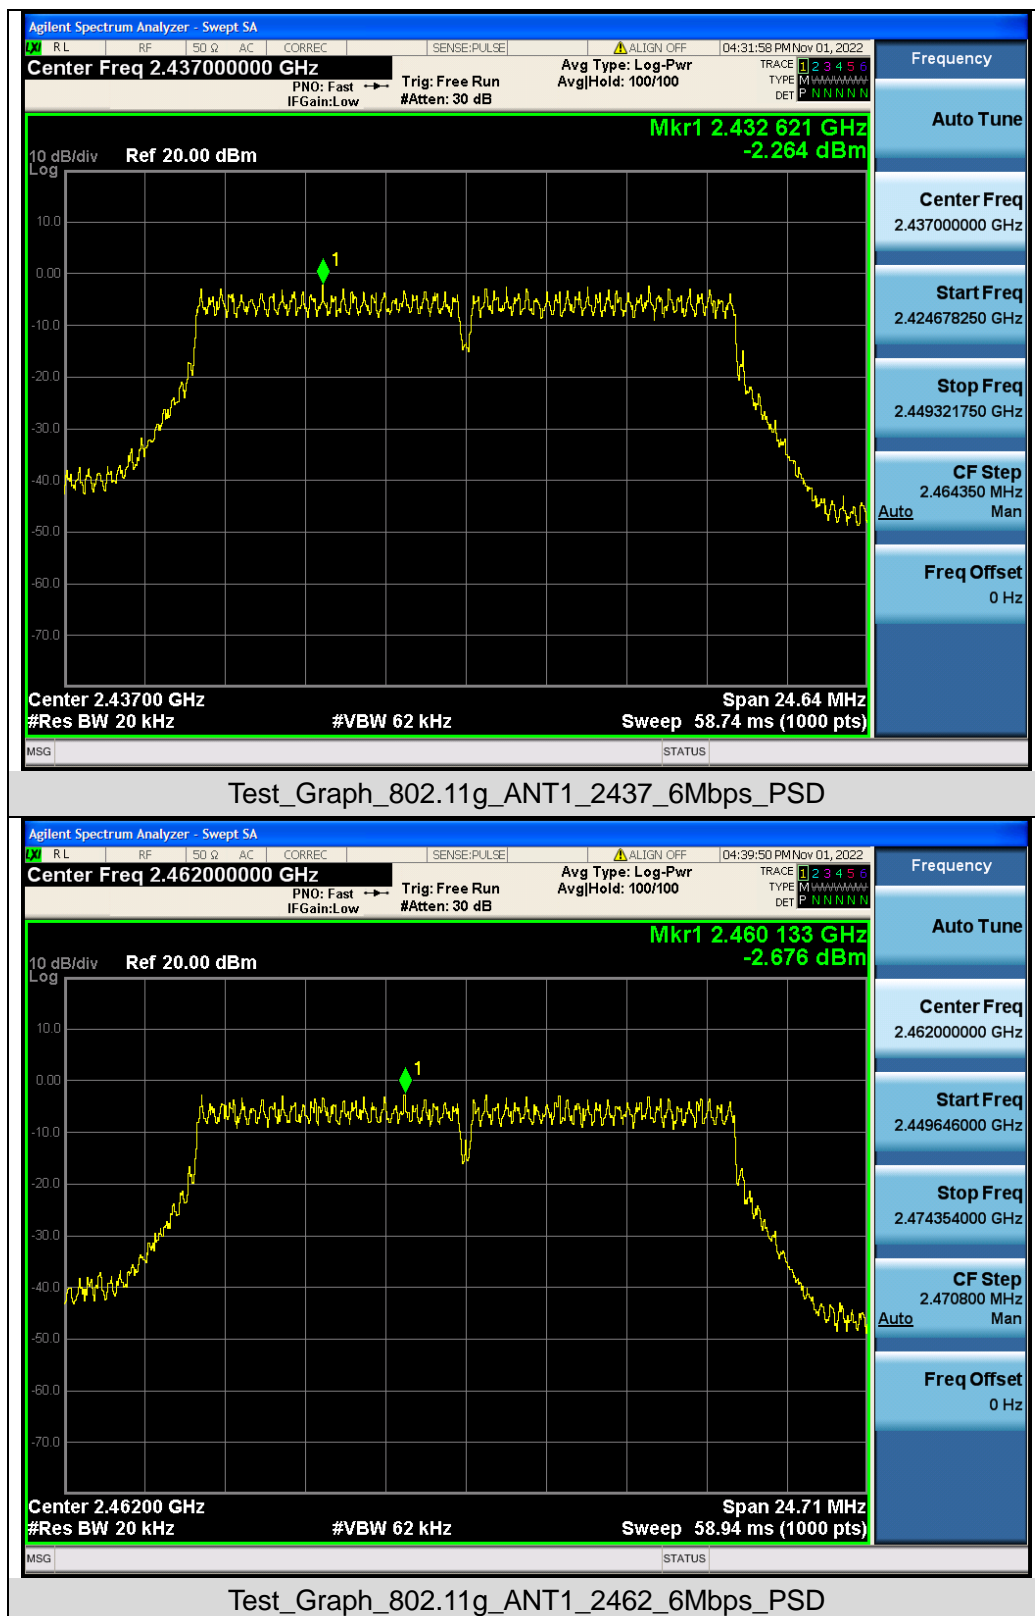 Agilent Spectrum Analyzer - Swept SA
LXI RL RF 50 Ω AC CORREC SENSE:PULSE ALIGN OFF 04:31:58 PM Nov 01, 2022
Center Freq 2.437000000 GHz Avg Type: Log-Pwr TRACE 1 2 3 4 5 6
PNO: Fast Trig: Free Run Avg|Hold: 100/100 TYPE M WWWWW
IFGain:Low #Atten: 30 dB DET P N N N N N
Frequency
Auto Tune
Center Freq
2.437000000 GHz
Start Freq
2.424678250 GHz
Stop Freq
2.449321750 GHz
CF Step
2.464350 MHz
Auto Man
Freq Offset
0 Hz
Mkr1 2.432 621 GHz
-2.264 dBm
10 dB/div Ref 20.00 dBm
Log
10.0
1
0.00
-10.0
-20.0
-30.0
-40.0
-50.0
-60.0
-70.0
Center 2.43700 GHz Span 24.64 MHz
#Res BW 20 kHz #VBW 62 kHz Sweep 58.74 ms (1000 pts)
MSG STATUS
Test_Graph_802.11g_ANT1_2437_6Mbps_PSD
Agilent Spectrum Analyzer - Swept SA
LXI RL RF 50 Ω AC CORREC SENSE:PULSE ALIGN OFF 04:39:50 PM Nov 01, 2022
Center Freq 2.462000000 GHz Avg Type: Log-Pwr TRACE 1 2 3 4 5 6
PNO: Fast Trig: Free Run Avg|Hold: 100/100 TYPE M WWWWW
IFGain:Low #Atten: 30 dB DET P N N N N N
Frequency
Auto Tune
Center Freq
2.462000000 GHz
Start Freq
2.449646000 GHz
Stop Freq
2.474354000 GHz
CF Step
2.470800 MHz
Auto Man
Freq Offset
0 Hz
Mkr1 2.460 133 GHz
-2.676 dBm
10 dB/div Ref 20.00 dBm
Log
10.0
1
0.00
-10.0
-20.0
-30.0
-40.0
-50.0
-60.0
-70.0
Center 2.46200 GHz Span 24.71 MHz
#Res BW 20 kHz #VBW 62 kHz Sweep 58.94 ms (1000 pts)
MSG STATUS
Test_Graph_802.11g_ANT1_2462_6Mbps_PSD